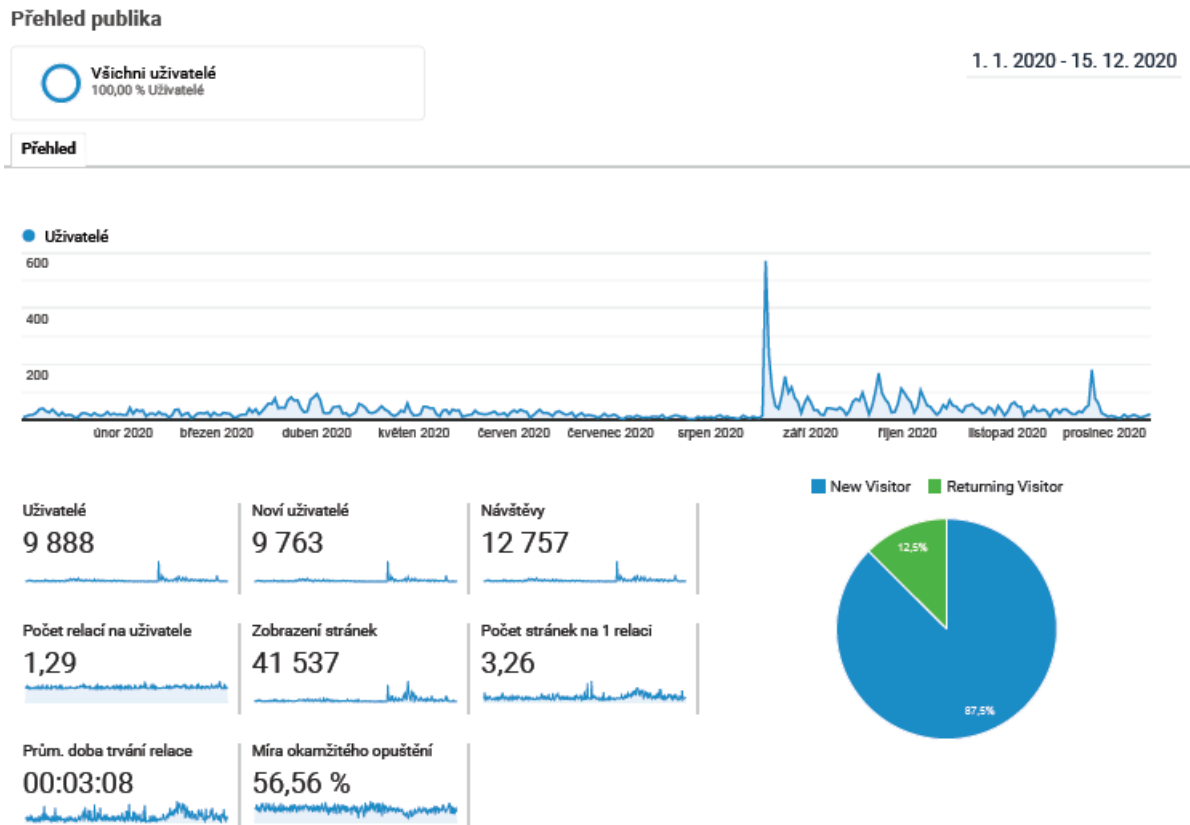 Přehled publika
Všichni uživatelé
100,00 % Uživatelé
1. 1. 2020 - 15. 12. 2020
Přehled
Uživatelé
600
400
200
únor 2020 březen 2020 duben 2020 květen 2020 červen 2020 červenec 2020 srpen 2020 září 2020 říjen 2020 listopad 2020 prosinec 2020
New Visitor Returning Visitor
Uživatelé Noví uživatelé Návštěvy
9 888 9 763 12 757
12,5%
Počet relací na uživatele Zobrazení stránek Počet stránek na 1 relaci
1,29 41 537 3,26
87,5%
Prům. doba trvání relace Míra okamžitého opuštění
00:03:08 56,56 %